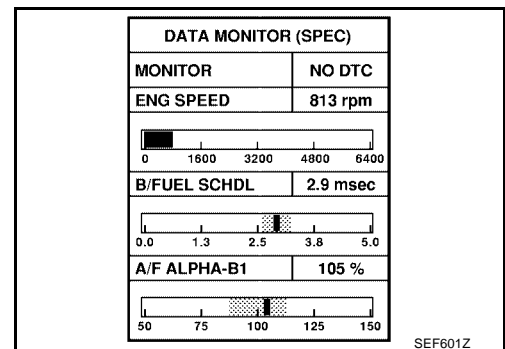 DATA MONITOR (SPEC)
MONITOR NO DTC
ENG SPEED 813 rpm
0 1600 3200 4800 6400
B/FUEL SCHDL 2.9 msec
0.0 1.3 2.5 3.8 5.0
A/F ALPHA-B1 105 %
50 75 100 125 150
SEF601Z